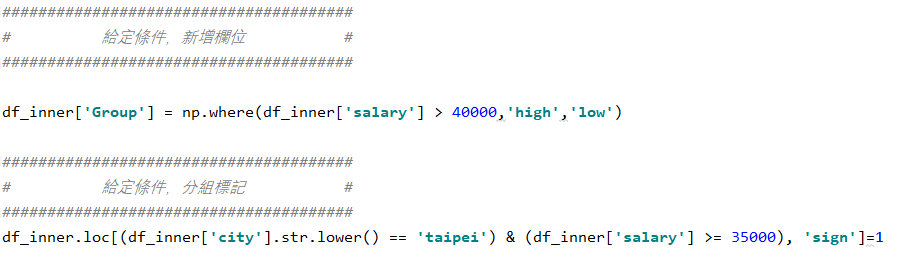 #######################################
#          給定條件, 新增欄位          #
#######################################
df_inner['Group'] = np.where(df_inner['salary'] > 40000,'high','low')
#######################################
#          給定條件, 分組標記          #
#######################################
df_inner.loc[(df_inner['city'].str.lower() == 'taipei') & (df_inner['salary'] >= 35000), 'sign']=1